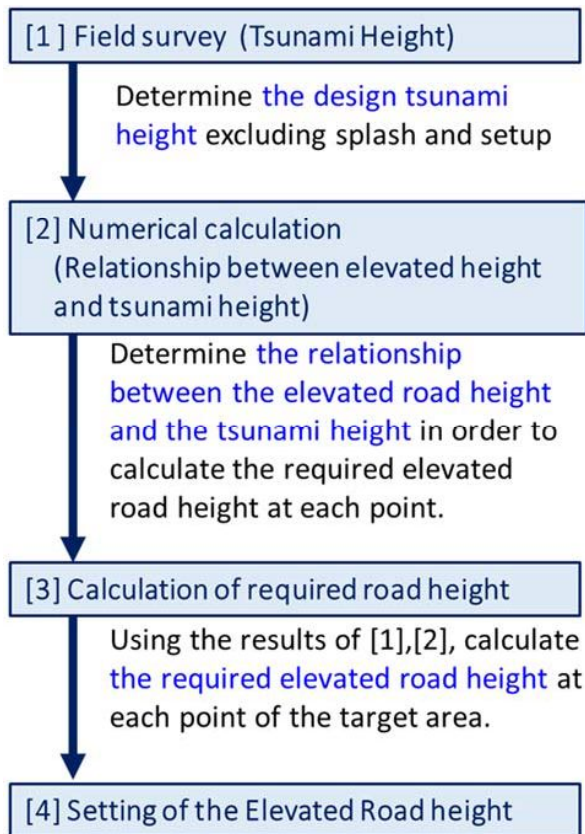 [1 ] Field survey (Tsunami Height)
Determine the design tsunami
height excluding splash and setup
[2] Numerical calculation
(Relationship between elevated height
and tsunami height)
Determine the relationship
between the elevated road height
and the tsunami height in order to
calculate the required elevated
road height at each point.
[3] Calculation of required road height
Using the results of [1],[2], calculate
the required elevated road height at
each point of the target area.
[4] Setting of the Elevated Road height